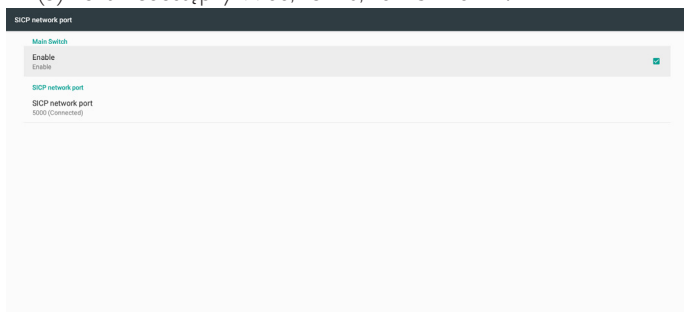 SICP network port
Main Switch
Enable
Enable
SICP network port
SICP network port
5000 (Connected)